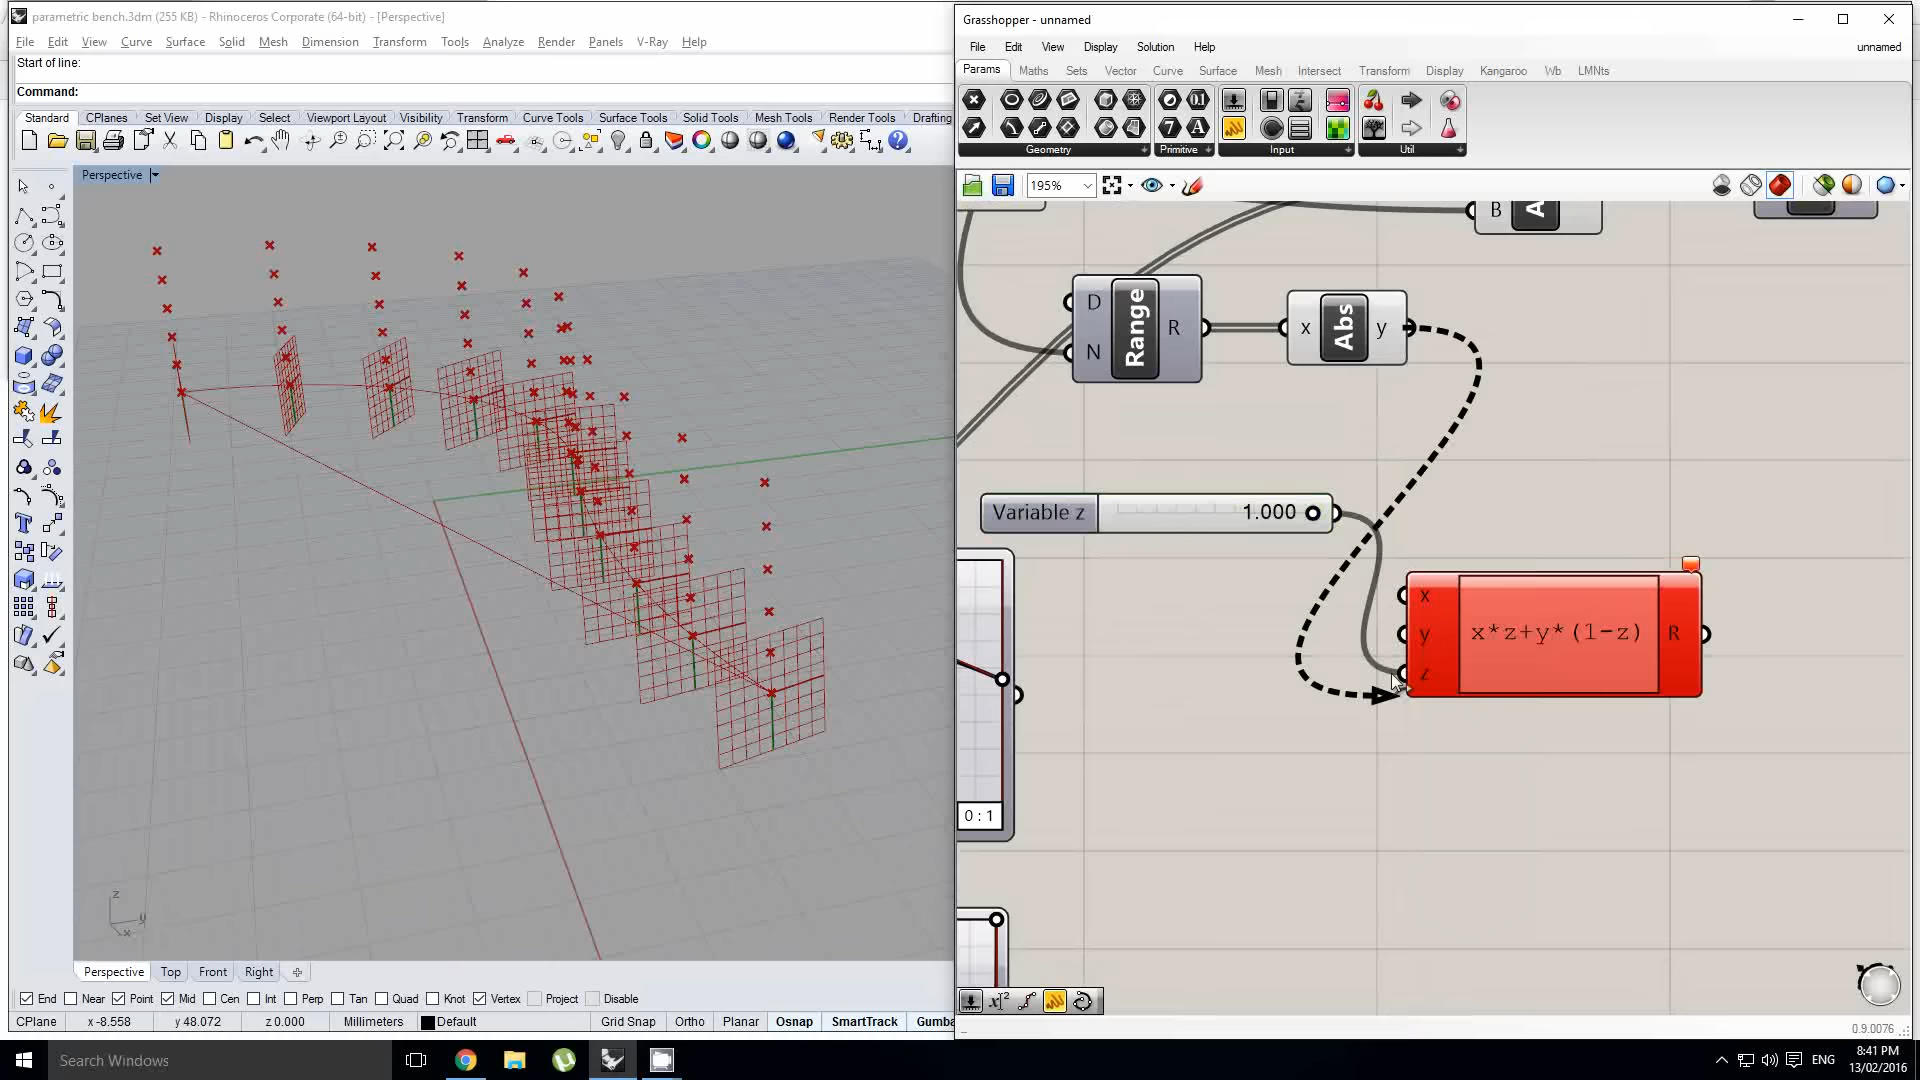 parametric bench.3dm (255 KB) - Rhinoceros Corporate (64-bit) - [Perspective]
File Edit View Curve Surface Solid Mesh Dimension Transform Tools Analyze Render Panels V-Ray Help
Start of line:
Command:
Standard CPlanes Set View Display Select Viewport Layout Visibility Transform Curve Tools Surface Tools Solid Tools Mesh Tools Render Tools Drafting
Perspective
z
y
x
Perspective Top Front Right
End Near Point Mid Cen Int Perp Tan Quad Knot Vertex Project Disable
CPlane x -8.558 y 48.072 z 0.000 Millimeters Default Grid Snap Ortho Planar Osnap SmartTrack Gumba
Grasshopper - unnamed
File Edit View Display Solution Help unnamed
Params Maths Sets Vector Curve Surface Mesh Intersect Transform Display Kangaroo Wb LMNts
Geometry Primitive Input Util
195%
B A
D N Range R
x Abs y
Variable z 1.000
x
y x*z+y*(1-z) R
z
0 : 1
0.9.0076
Search Windows
ENG
8:41 PM
13/02/2016